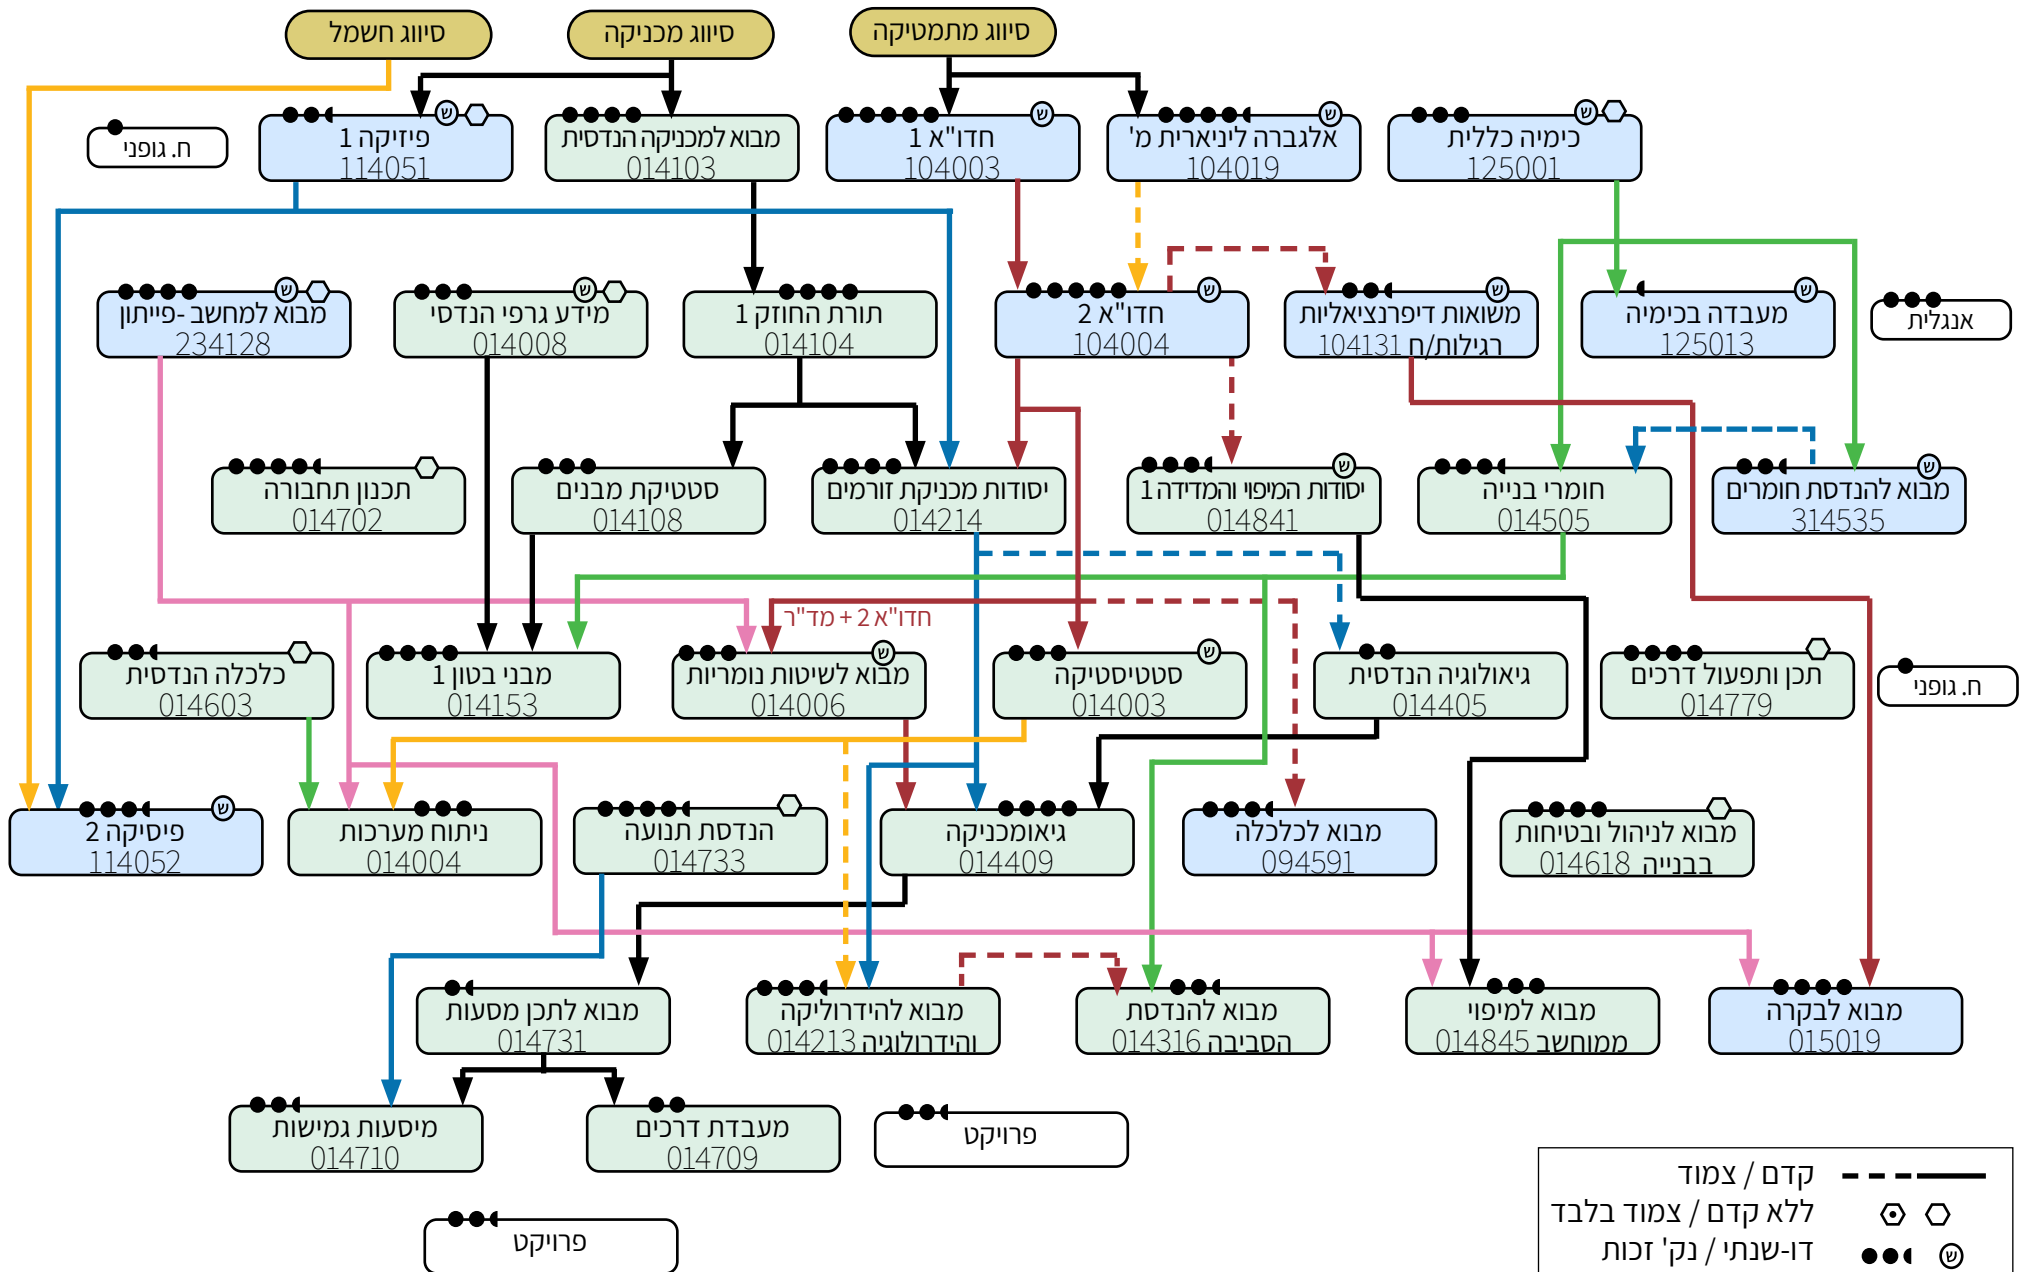 סיווג מתמטיקה
סיווג מכניקה
סיווג חשמל
כימיה כללית
125001
ש
אלגברה ליניארית מ'
104019
ש
חדו"א 1
104003
ש
מבוא למכניקה הנדסית
014103
פיזיקה 1
114051
ש
ח. גופני
אנגלית
מעבדה בכימיה
125013
ש
משואות דיפרנציאליות
רגילות/ח 104131
ש
חדו"א 2
104004
ש
תורת החוזק 1
014104
מידע גרפי הנדסי
014008
ש
מבוא למחשב -פייתון
234128
ש
מבוא להנדסת חומרים
314535
ש
חומרי בנייה
014505
יסודות המיפוי והמדידה 1
014841
ש
יסודות מכניקת זורמים
014214
סטטיקת מבנים
014108
תכנון תחבורה
014702
חדו"א 2 + מד"ר
ח. גופני
תכן ותפעול דרכים
014779
גיאולוגיה הנדסית
014405
סטטיסטיקה
014003
ש
מבוא לשיטות נומריות
014006
ש
מבני בטון 1
014153
כלכלה הנדסית
014603
מבוא לניהול ובטיחות
בבנייה 014618
מבוא לכלכלה
094591
גיאומכניקה
014409
הנדסת תנועה
014733
ניתוח מערכות
014004
פיסיקה 2
114052
ש
מבוא לבקרה
015019
מבוא למיפוי
ממוחשב 014845
מבוא להנדסת
הסביבה 014316
מבוא להידרוליקה
והידרולוגיה 014213
מבוא לתכן מסעות
014731
פרויקט
מעבדת דרכים
014709
מיסעות גמישות
014710
פרויקט
קדם / צמוד
ללא קדם / צמוד בלבד
דו-שנתי / נק' זכות
ש